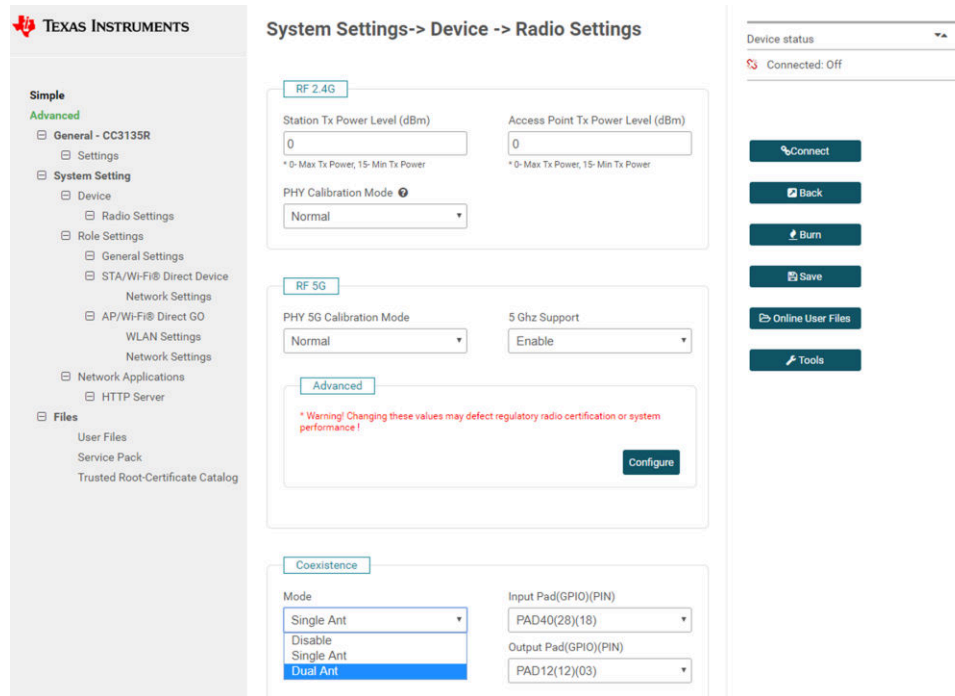 TEXAS INSTRUMENTS
Simple
Advanced
General - CC3135R
Settings
System Setting
Device
Radio Settings
Role Settings
General Settings
STA/Wi-Fi® Direct Device
Network Settings
AP/Wi-Fi® Direct GO
WLAN Settings
Network Settings
Network Applications
HTTP Server
Files
User Files
Service Pack
Trusted Root-Certificate Catalog
System Settings-> Device -> Radio Settings
RF 2.4G
Station Tx Power Level (dBm)
0
* 0- Max Tx Power, 15- Min Tx Power
Access Point Tx Power Level (dBm)
0
* 0- Max Tx Power, 15- Min Tx Power
PHY Calibration Mode
Normal
RF 5G
PHY 5G Calibration Mode
Normal
5 Ghz Support
Enable
Advanced
* Warning! Changing these values may defect regulatory radio certification or system
performance !
Configure
Coexistence
Mode
Single Ant
Disable
Single Ant
Dual Ant
Input Pad(GPIO)(PIN)
PAD40(28)(18)
Output Pad(GPIO)(PIN)
PAD12(12)(03)
Device status
Connected: Off
Connect
Back
Burn
Save
Online User Files
Tools